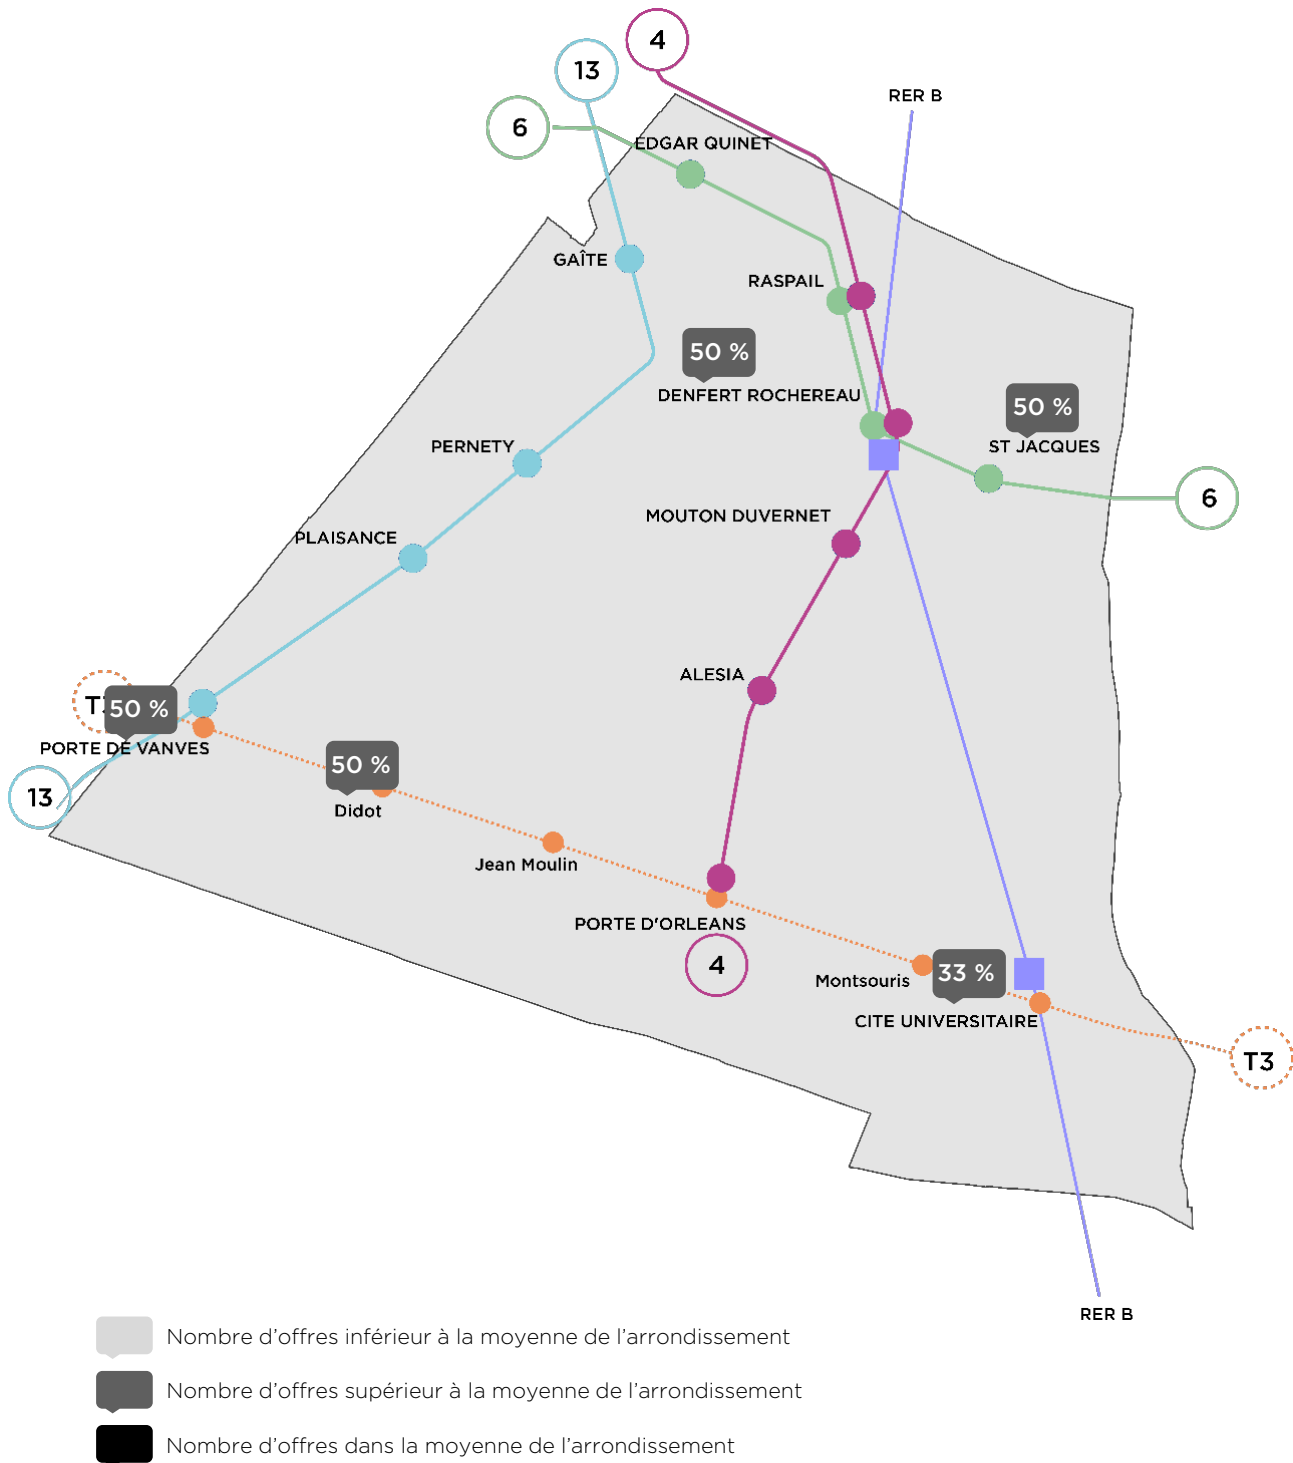 4
13
RER B
6
EDGAR QUINET
GAÎTE
RASPAIL
50 %
DENFERT ROCHEREAU
50 %
ST JACQUES
PERNETY
6
MOUTON DUVERNET
PLAISANCE
ALESIA
50 %
PORTE DE VANVES
13
50 %
Didot
Jean Moulin
PORTE D'ORLEANS
4
Montsouris
33 %
CITE UNIVERSITAIRE
T3
RER B
Nombre d'offres inférieur à la moyenne de l'arrondissement
Nombre d'offres supérieur à la moyenne de l'arrondissement
Nombre d'offres dans la moyenne de l'arrondissement